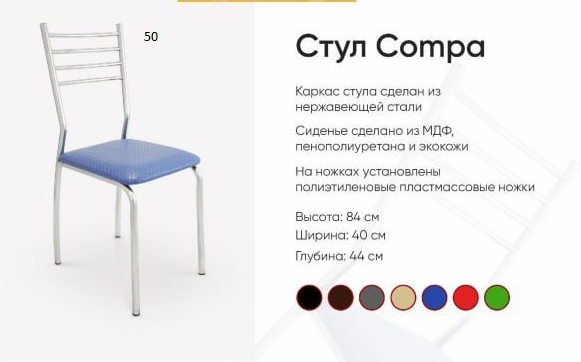 50
Стул Compa
Каркас стула сделан из
нержавеющей стали
Сиденье сделано из МДФ,
пенополиуретана и экокожи
На ножках установлены
полиэтиленовые пластмассовые ножки
Высота: 84 см
Ширина: 40 см
Глубина: 44 см